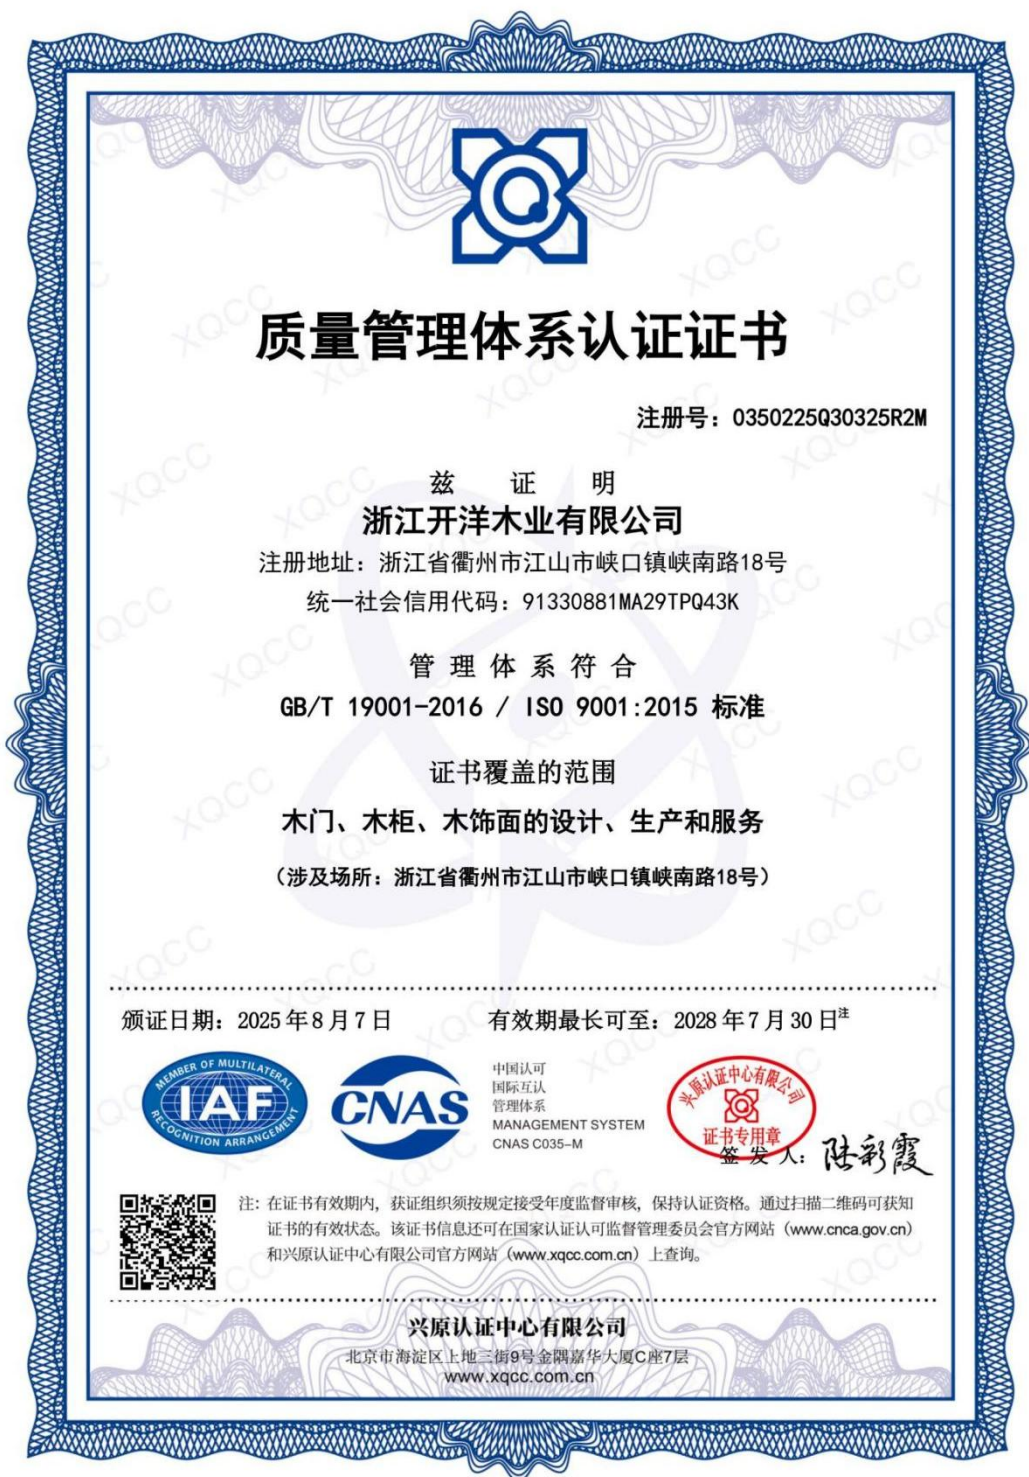 质量管理体系认证证书
注册号：0350225Q30325R2M
兹 证 明
浙江开洋木业有限公司
注册地址：浙江省衢州市江山市峡口镇峡南路18号
统一社会信用代码：91330881MA29TPQ43K
管 理 体 系 符 合
GB/T 19001-2016 / ISO 9001:2015 标准
证书覆盖的范围
木门、木柜、木饰面的设计、生产和服务
（涉及场所：浙江省衢州市江山市峡口镇峡南路18号）
颁证日期：2025年8月7日 有效期最长可至：2028年7月30日注
MEMBER OF MULTILATERAL
IAF
RECOGNITION ARRANGEMENT
CNAS
中国认可
国际互认
管理体系
MANAGEMENT SYSTEM
CNAS C035-M
兴原认证中心有限公司
证书专用章
签 发 人：陆彩霞
注：在证书有效期内，获证组织须按规定接受年度监督审核，保持认证资格。通过扫描二维码可获知
证书的有效状态。该证书信息还可在国家认证认可监督管理委员会官方网站（www.cnca.gov.cn）
和兴原认证中心有限公司官方网站（www.xqcc.com.cn）上查询。
兴原认证中心有限公司
北京市海淀区上地三街9号金隅嘉华大厦C座7层
www.xqcc.com.cn